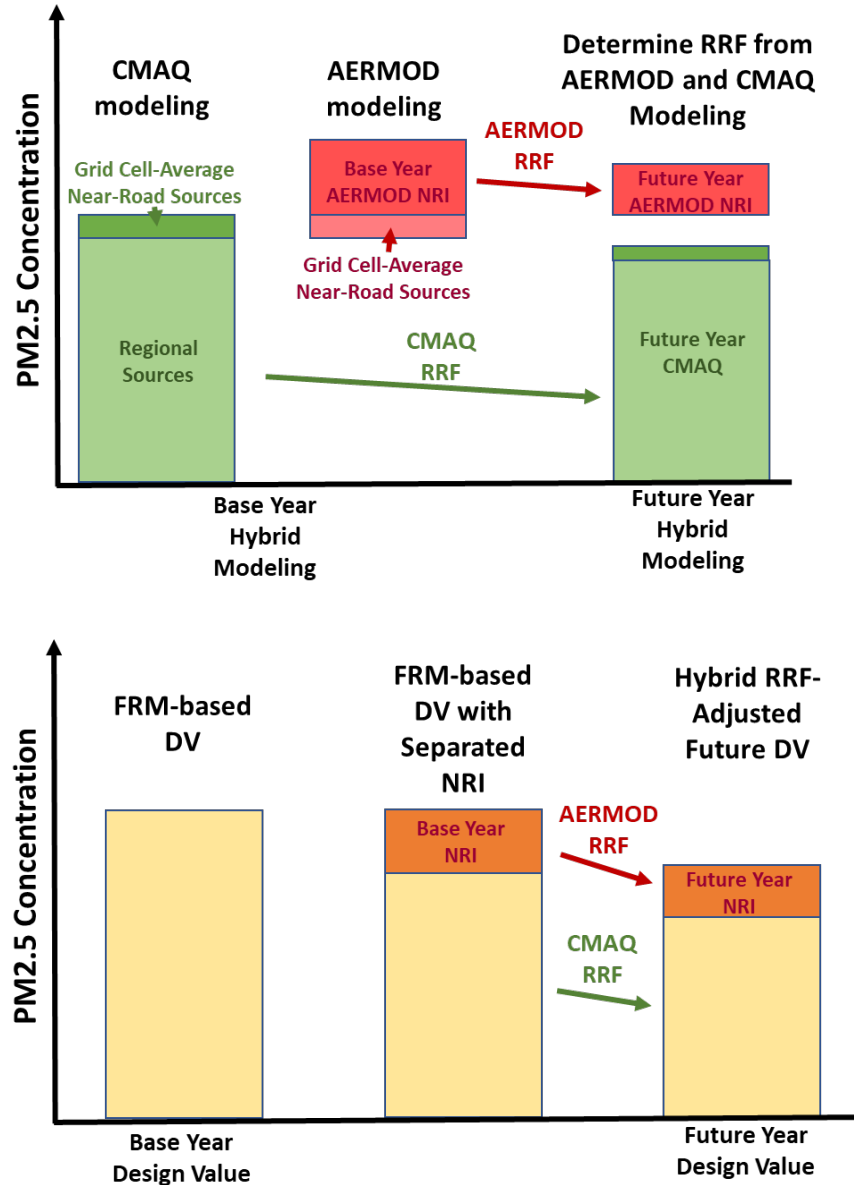 CMAQ
modeling
AERMOD
modeling
Determine RRF from
AERMOD and CMAQ
Modeling
PM2.5 Concentration
Grid Cell-Average
Near-Road Sources
Regional
Sources
Base Year
AERMOD NRI
Grid Cell-Average
Near-Road Sources
AERMOD
RRF
CMAQ
RRF
Future Year
AERMOD NRI
Future Year
CMAQ
Base Year
Hybrid
Modeling
Future Year
Hybrid
Modeling
PM2.5 Concentration
FRM-based
DV
FRM-based
DV with
Separated
NRI
Hybrid RRF-
Adjusted
Future DV
Base Year
NRI
AERMOD
RRF
Future Year
NRI
CMAQ
RRF
Base Year
Design Value
Future Year
Design Value